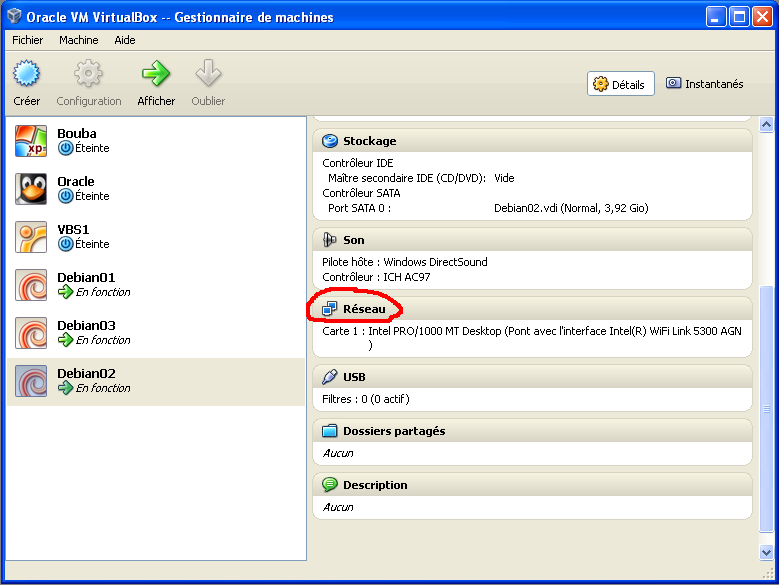 Oracle VM VirtualBox -- Gestionnaire de machines
Fichier Machine Aide
Créer Configuration Afficher Oublier
Détails Instantanés
Bouba
Éteinte
Oracle
Éteinte
VBS1
Éteinte
Debian01
En fonction
Debian03
En fonction
Debian02
En fonction
Stockage
Contrôleur IDE
Maître secondaire IDE (CD/DVD): Vide
Contrôleur SATA
Port SATA 0 : Debian02.vdi (Normal, 3,92 Gio)
Son
Pilote hôte : Windows DirectSound
Contrôleur : ICH AC97
Réseau
Carte 1 : Intel PRO/1000 MT Desktop (Pont avec l'interface Intel(R) WiFi Link 5300 AGN
)
USB
Filtres : 0 (0 actif)
Dossiers partagés
Aucun
Description
Aucun